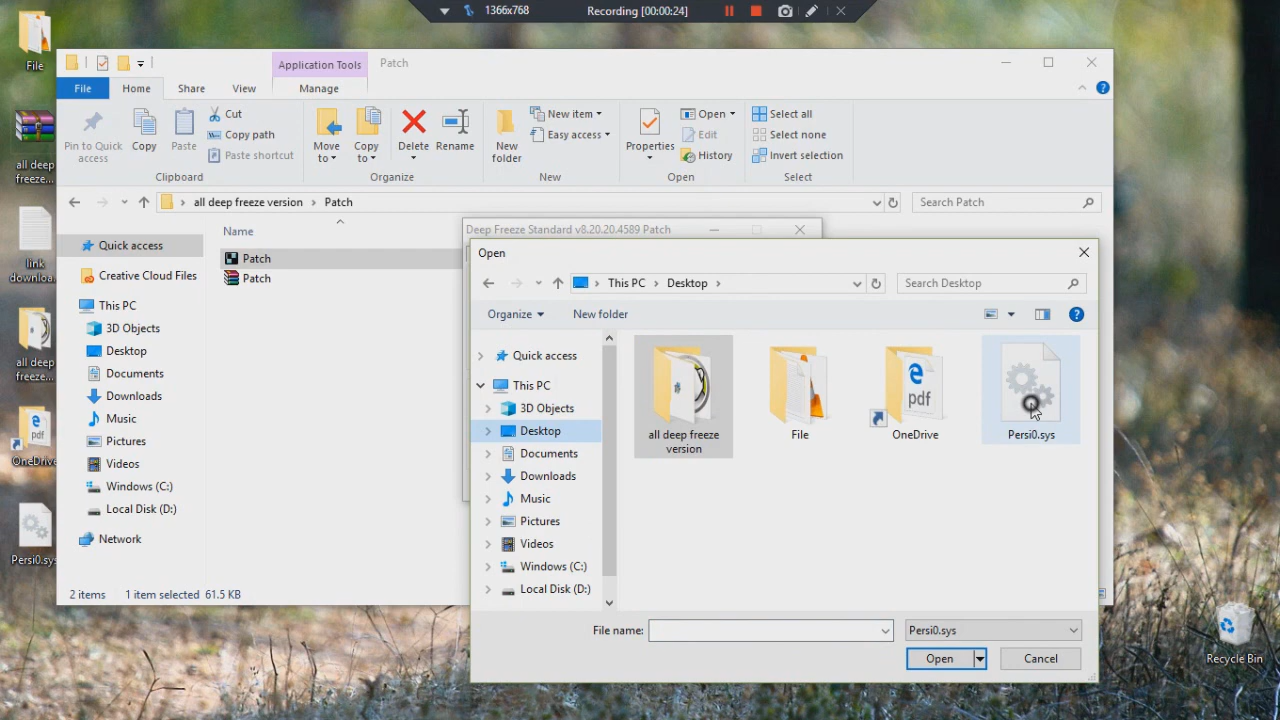 1366x768
Recording [00:00:24]
File
all deep
freeze...
link
downloa...
all deep
freeze...
OneDriv...
Persi0.sys
Application Tools
Patch
File
Home
Share
View
Manage
Pin to Quick
access
Copy
Paste
Cut
Copy path
Paste shortcut
Clipboard
Move
to
Copy
to
Delete
Rename
Organize
New
folder
New item
Easy access
New
Properties
Open
Edit
History
Open
Select all
Select none
Invert selection
Select
all deep freeze version
Patch
Search Patch
Quick access
Creative Cloud Files
This PC
3D Objects
Desktop
Documents
Downloads
Music
Pictures
Videos
Windows (C:)
Local Disk (D:)
Network
Name
Patch
Patch
2 items
1 item selected 61.5 KB
Deep Freeze Standard v8.20.20.4589 Patch
Open
This PC
Desktop
Search Desktop
Organize
New folder
Quick access
This PC
3D Objects
Desktop
Documents
Downloads
Music
Pictures
Videos
Windows (C:)
Local Disk (D:)
all deep freeze
version
File
pdf
OneDrive
Persi0.sys
File name:
Persi0.sys
Open
Cancel
Recycle Bin